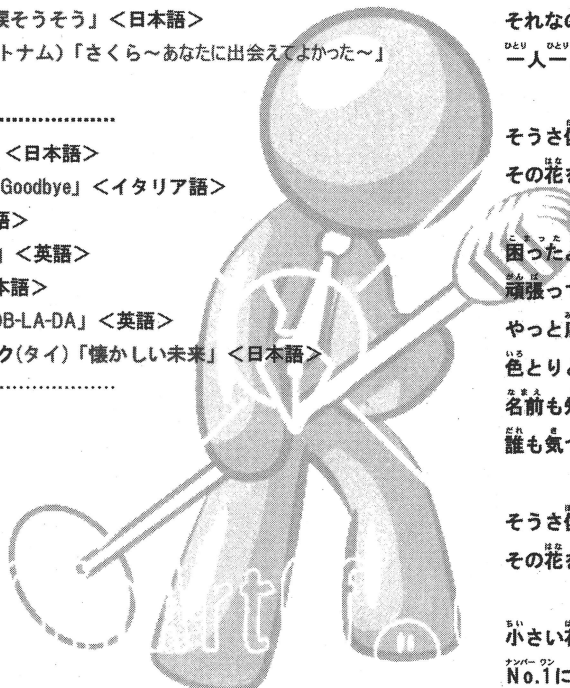 涙そうそう」＜日本語＞
トナム）「さくら～あなたに出会えてよかった～」
＜日本語＞
Goodbye」＜イタリア語＞
語＞
」＜英語＞
本語＞
OB-LA-DA」＜英語＞
ク(タイ)「懐かしい未来」＜日本語＞
それなの
一人一
そうさ僕
その花を
困ったよ
頑張って
やっと
色とりど
名前も知
誰も気づ
そうさ僕
その花を
小さい花
No.1に